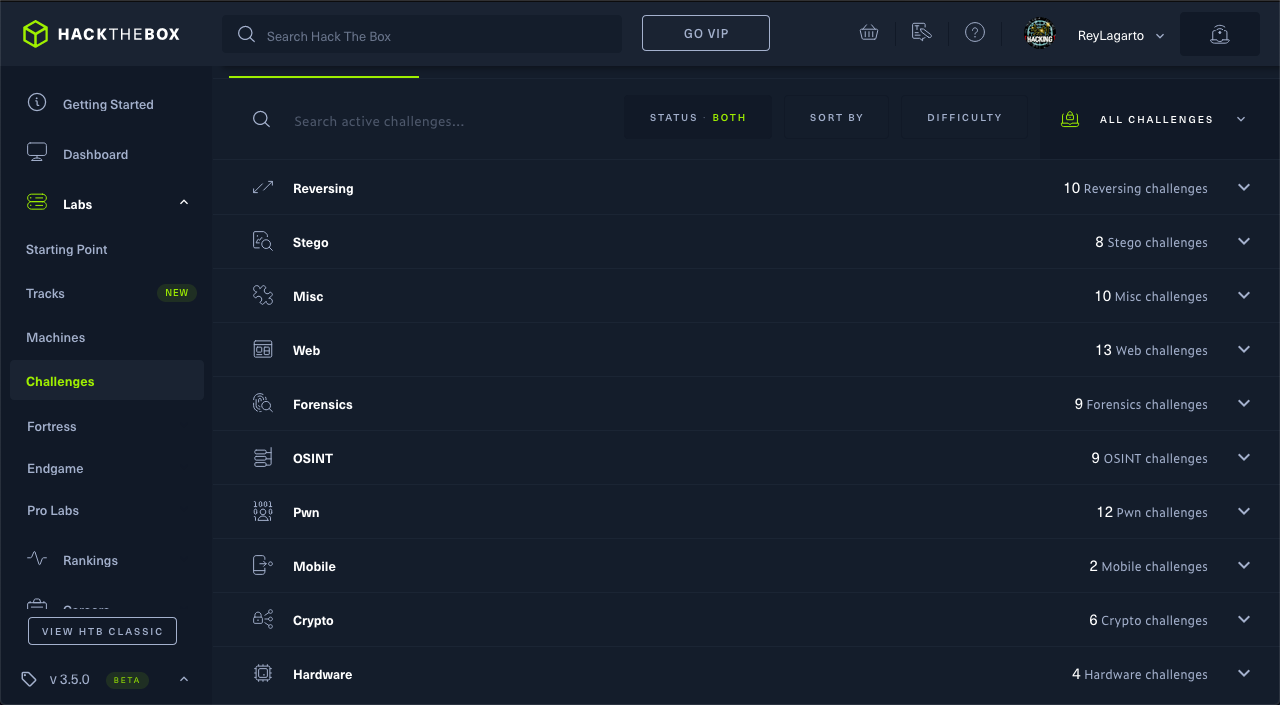 HACKTHEBOX
Search Hack The Box
GO VIP
ReyLagarto
Getting Started
Dashboard
Labs
Starting Point
Tracks NEW
Machines
Challenges
Fortress
Endgame
Pro Labs
Rankings
Careers
VIEW HTB CLASSIC
v 3.5.0 BETA
Search active challenges...
STATUS · BOTH
SORT BY
DIFFICULTY
ALL CHALLENGES
Reversing 10 Reversing challenges
Stego 8 Stego challenges
Misc 10 Misc challenges
Web 13 Web challenges
Forensics 9 Forensics challenges
OSINT 9 OSINT challenges
Pwn 12 Pwn challenges
Mobile 2 Mobile challenges
Crypto 6 Crypto challenges
Hardware 4 Hardware challenges